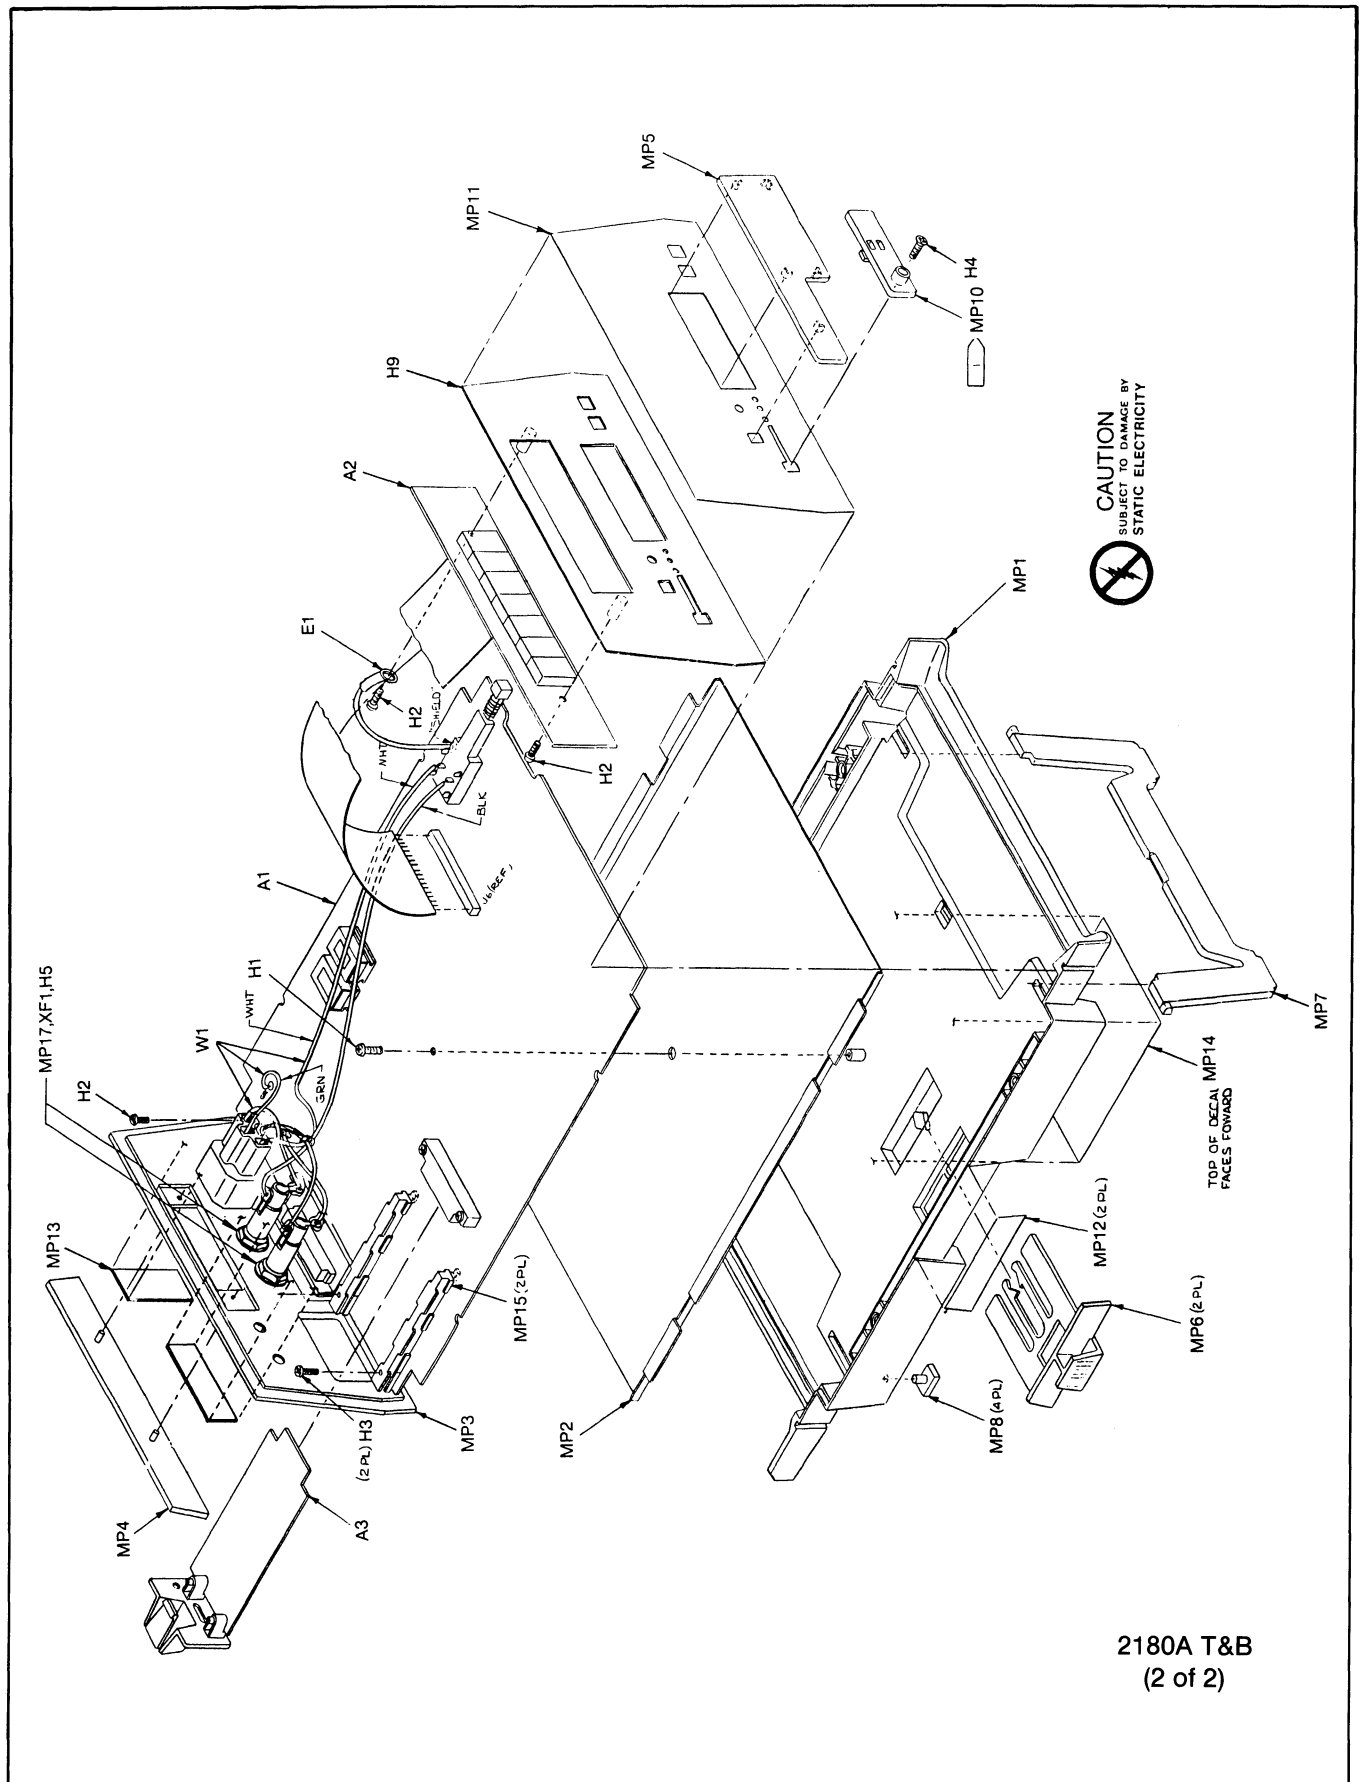 MP5
MP11
H4
MP10
1
H9
CAUTION
SUBJECT TO DAMAGE BY
STATIC ELECTRICITY
A2
MP1
E1
H2
WHT
SHIELD
H2
BLK
A1
J6 (REF)
MP17,XF1,H5
H1
WHT
W1
GRN
H2
MP7
MP14
TOP OF DECAL
FACES FOWARD
MP13
MP12 (2PL)
MP15 (2PL)
MP6 (2PL)
MP8 (4PL)
MP2
MP3
(2PL) H3
MP4
A3
2180A T&B
(2 of 2)